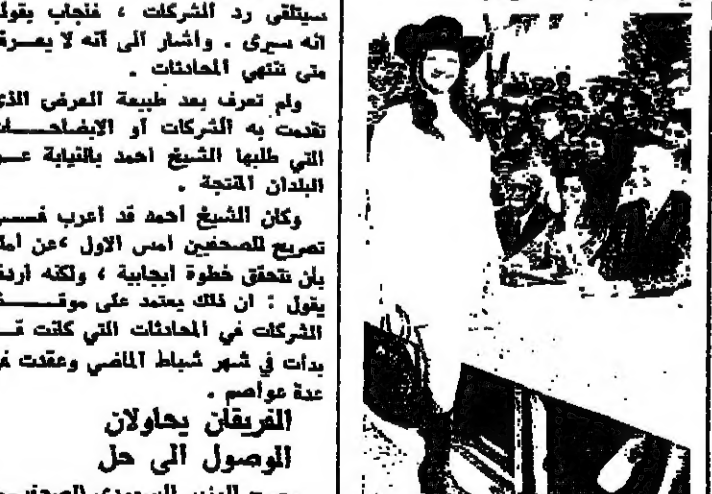 سيتلقى رد الشركات ، فأجاب بقوله
انه سيرى . واشار الى انه لا يعرف
متى تنتهي المحادثات .
ولم تعرف بعد طبيعة العرض الذي
تقدمت به الشركات أو الايضاحات
التي طلبها الشيخ احمد بالنيابة عن
البلدان المنتجة .
وكان الشيخ احمد قد اعرب في
تصريح للصحفيين امس الاول ، عن أمله
بأن تتحقق خطوة ايجابية ، ولكنه اردف
يقول : ان ذلك يعتمد على موقف
الشركات في المحادثات التي كانت قد
بدأت في شهر شباط الماضي وعقدت في
عدة عواصم .
الفريقان يحاولان
الوصول الى حل